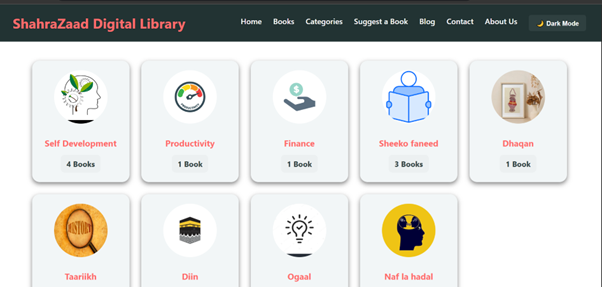 ShahraZaad Digital Library
Home Books Categories Suggest a Book Blog Contact About Us 🌙 Dark Mode
Self Development Productivity Finance Sheeko faneed Dhaqan
4 Books 1 Book 1 Book 3 Books 1 Book
HISTORY
Taariikh Diin Ogaal Naf la hadal